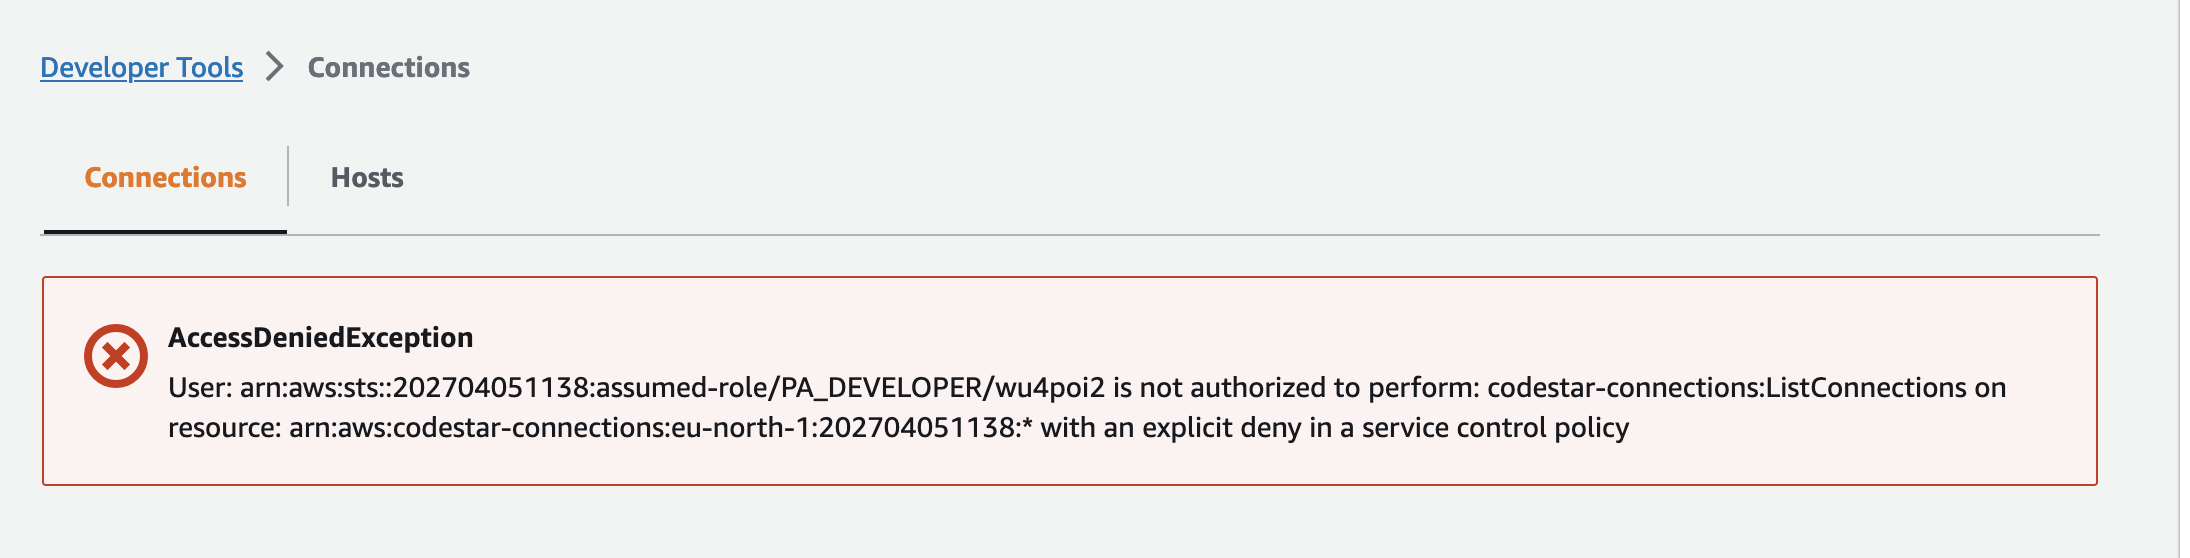 Developer Tools > Connections
Connections
Hosts
AccessDeniedException
User: arn:aws:sts::202704051138:assumed-role/PA_DEVELOPER/wu4poi2 is not authorized to perform: codestar-connections:ListConnections on
resource: arn:aws:codestar-connections:eu-north-1:202704051138:* with an explicit deny in a service control policy